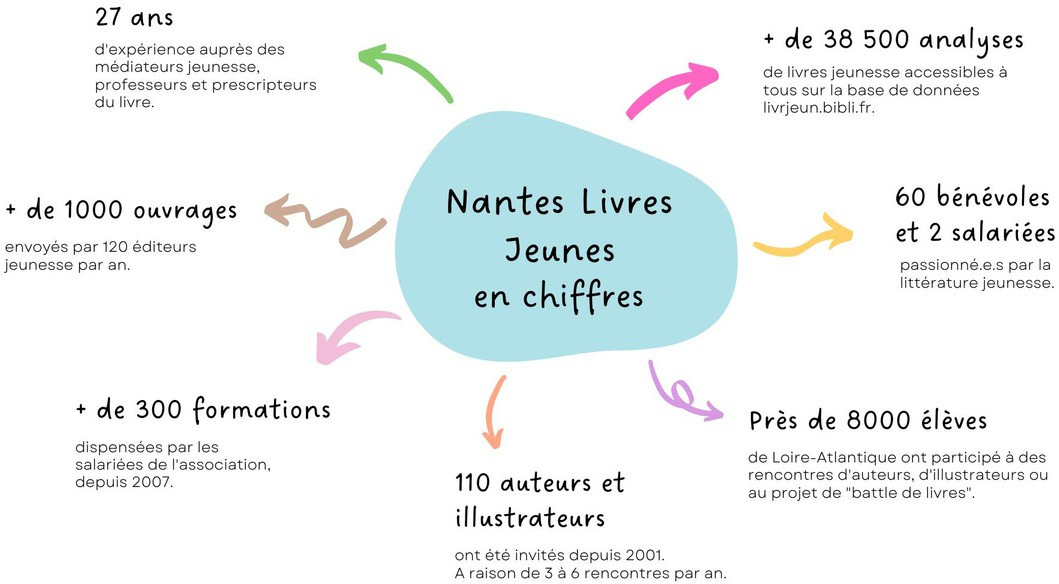 27 ans
d'expérience auprès des
médiateurs jeunesse,
professeurs et prescripteurs
du livre.
+ de 38 500 analyses
de livres jeunesse accessibles à
tous sur la base de données
livrjeun.bibli.fr.
+ de 1000 ouvrages
envoyés par 120 éditeurs
jeunesse par an.
Nantes Livres
Jeunes
en chiffres
60 bénévoles
et 2 salariées
passionné.e.s par la
littérature jeunesse.
+ de 300 formations
dispensées par les
salariées de l'association,
depuis 2007.
110 auteurs et
illustrateurs
ont été invités depuis 2001.
A raison de 3 à 6 rencontres par an.
Près de 8000 élèves
de Loire-Atlantique ont participé à des
rencontres d'auteurs, d'illustrateurs ou
au projet de "battle de livres".